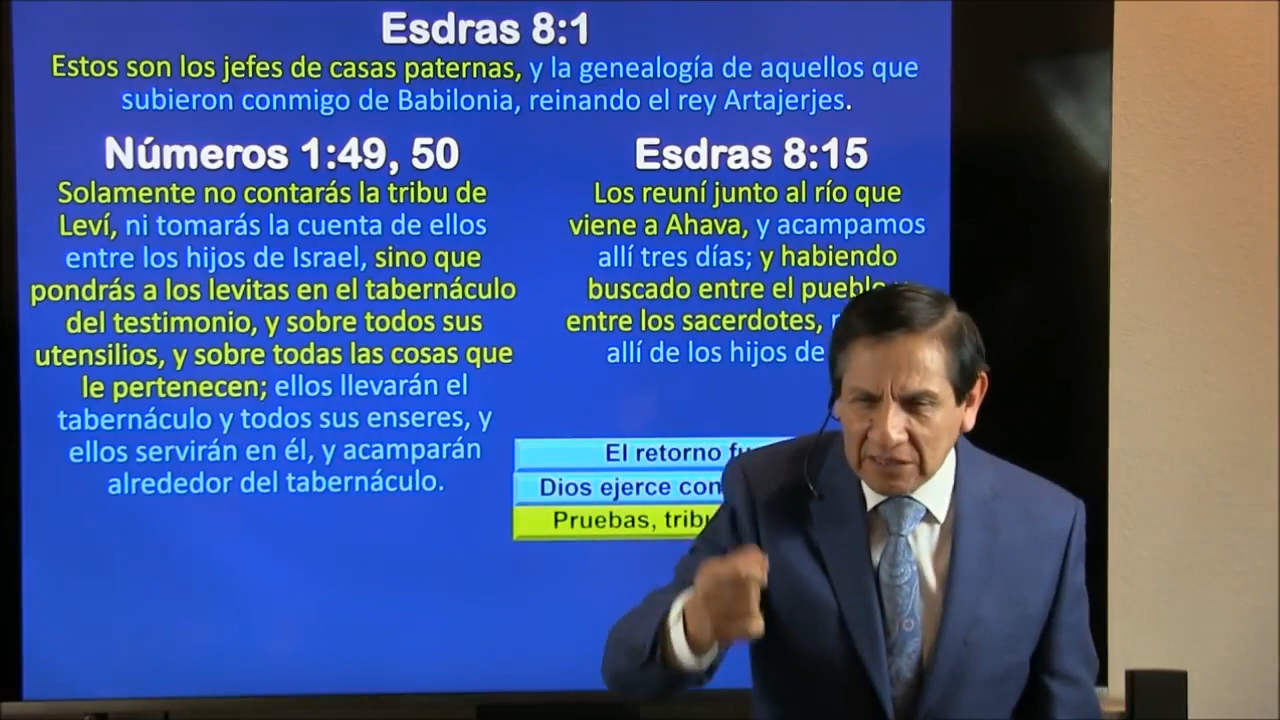 Esdras 8:1
Estos son los jefes de casas paternas, y la genealogía de aquellos que
subieron conmigo de Babilonia, reinando el rey Artajerjes.
Números 1:49, 50
Solamente no contarás la tribu de
Leví, ni tomarás la cuenta de ellos
entre los hijos de Israel, sino que
pondrás a los levitas en el tabernáculo
del testimonio, y sobre todos sus
utensilios, y sobre todas las cosas que
le pertenecen; ellos llevarán el
tabernáculo y todos sus enseres, y
ellos servirán en él, y acamparán
alrededor del tabernáculo.
Esdras 8:15
Los reuní junto al río que
viene a Ahava, y acampamos
allí tres días; y habiendo
buscado entre el pueblo y
entre los sacerdotes,
allí de los hijos de
El retorno
Dios ejerce
Pruebas,